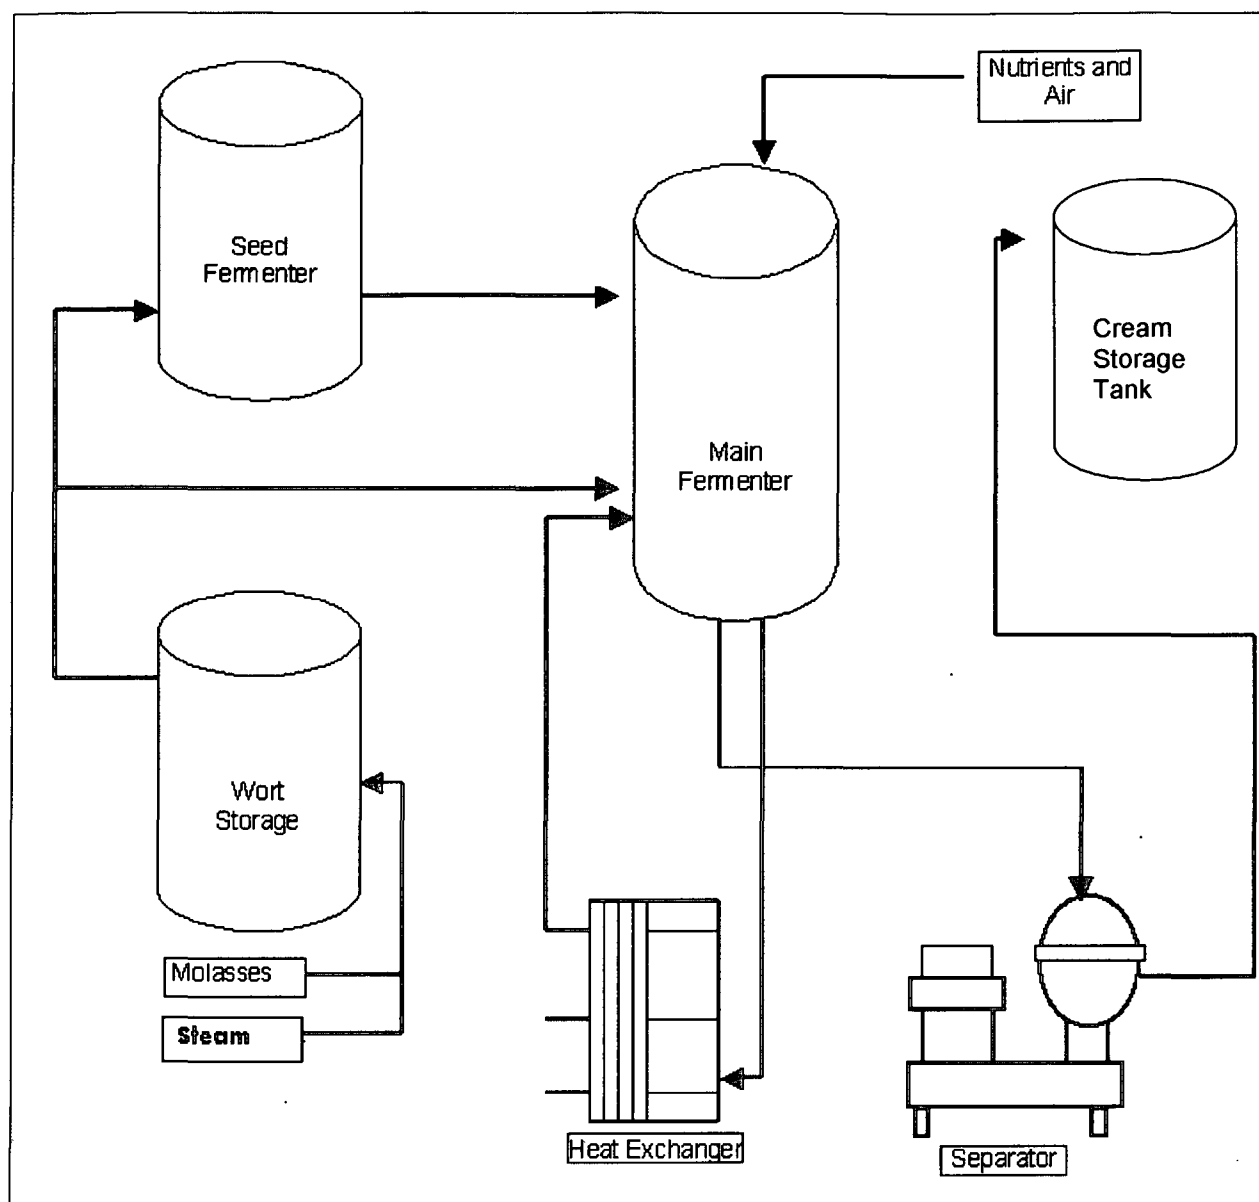 Nutrients and
Air
Seed
Fermenter
Cream
Storage
Tank
Main
Fermenter
Wort
Storage
Molasses
Steam
Heat Exchanger
Separator